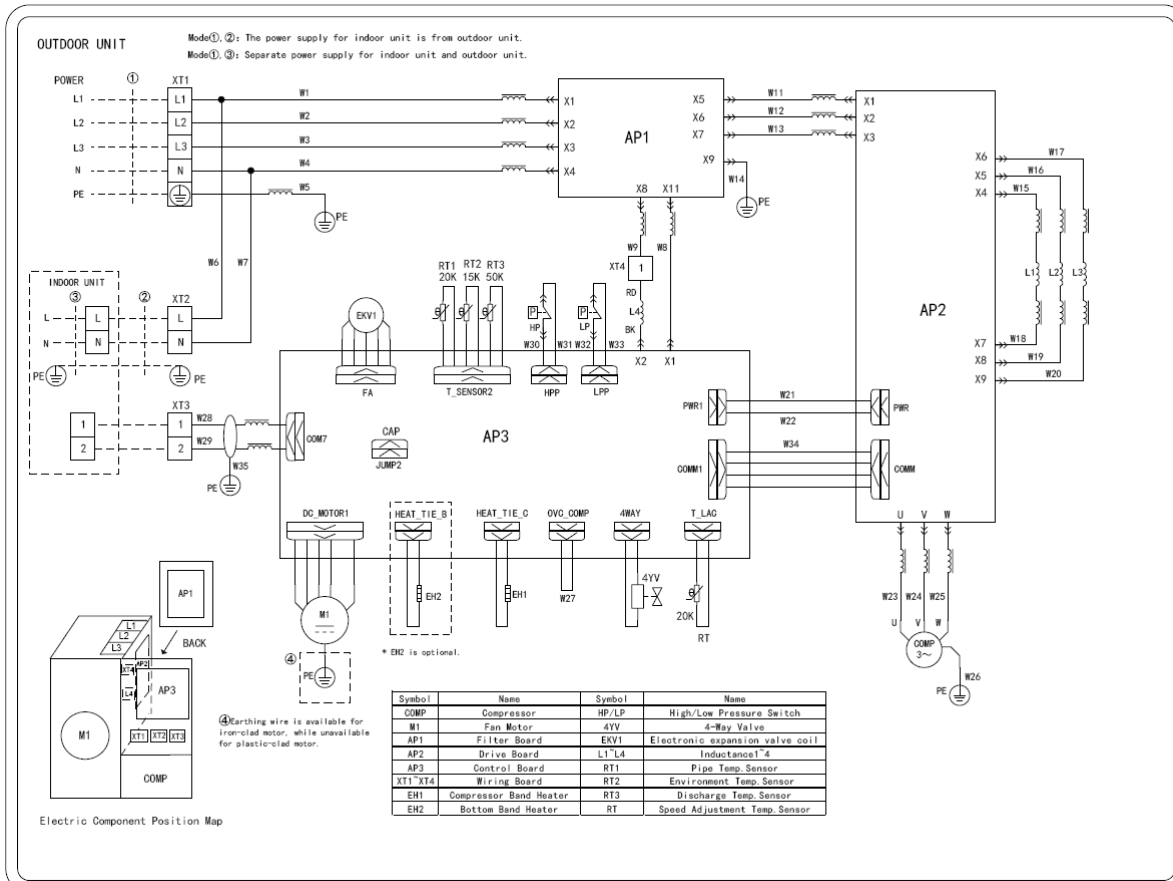 OUTDOOR UNIT
Mode①,②: The power supply for indoor unit is from outdoor unit.
Mode①,③: Separate power supply for indoor unit and outdoor unit.
POWER ① XT1
L1 L1 W1 X1
L2 L2 W2 X2
L3 L3 W3 X3
N N W4 X4
PE W5 PE
AP1
X5 W11 X1
X6 W12 X2
X7 W13 X3
X9 W14 PE
X8 X11
W9 W8
XT4 1
RD
L4
BK
X2 X1
AP2
X6 W17
X5 W16
X4 W15
L1 L2 L3
X7 W18
X8 W19
X9 W20
W6 W7
INDOOR UNIT
③ ② XT2
L L L
N N N
PE PE
XT3
1 1 W28
2 2 W29
W35
PE
COM7
EKV1
FA
RT1 RT2 RT3
20K 15K 50K
θ θ θ
T_SENSOR2
P
HP
W30 W31
HPP
P
LP
W32 W33
LPP
AP3
CAP
JUMP2
PWR1 W21 PWR
W22
COMM1 W34 COMM
DC_MOTOR1 HEAT_TIE_B HEAT_TIE_C OVC_COMP 4WAY T_LAC
M1
④ PE
EH2
* EH2 is optional.
EH1
W27
4YV
θ
20K
RT
U V W
W23 W24 W25
U V W
COMP
3~
W26
PE
AP1
BACK
L1
L2
L3
XT4 AP2
L4
AP3
M1
XT1 XT2 XT3
COMP
Electric Component Position Map
④Earthing wire is available for
iron-clad motor, while unavailable
for plastic-clad motor.
Symbol Name Symbol Name
COMP Compressor HP/LP High/Low Pressure Switch
M1 Fan Motor 4YV 4-Way Valve
AP1 Filter Board EKV1 Electronic expansion valve coil
AP2 Drive Board L1~L4 Inductance1~4
AP3 Control Board RT1 Pipe Temp.Sensor
XT1~XT4 Wiring Board RT2 Environment Temp.Sensor
EH1 Compressor Band Heater RT3 Discharge Temp.Sensor
EH2 Bottom Band Heater RT Speed Adjustment Temp.Sensor